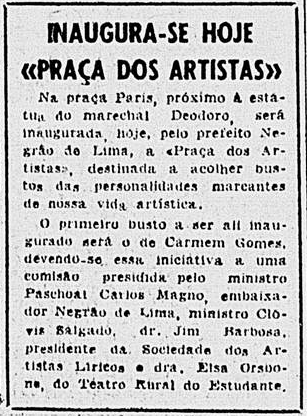 INAUGURA-SE HOJE
«PRAÇA DOS ARTISTAS»
Na praça Paris, próximo à está-
tua do marechal Deodoro, será
inaugurada, hoje, pelo prefeito Ne-
grão de Lima, a «Praça dos Ar-
tistas», destinada a acolher bus-
tos das personalidades marcantes
de nossa vida artística.
O primeiro busto a ser ali inau-
gurado será o de Carmem Gomes,
devendo-se essa iniciativa a uma
comissão presidida pelo ministro
Paschoal Carlos Magno, embaixa-
dor Negrão de Lima, ministro Cló-
vis Salgado, dr. Jim Barbosa,
presidente da Sociedade dos Ar-
tistas Líricos e dra. Elsa Orsbo-
ne, do Teatro Rural do Estudante.